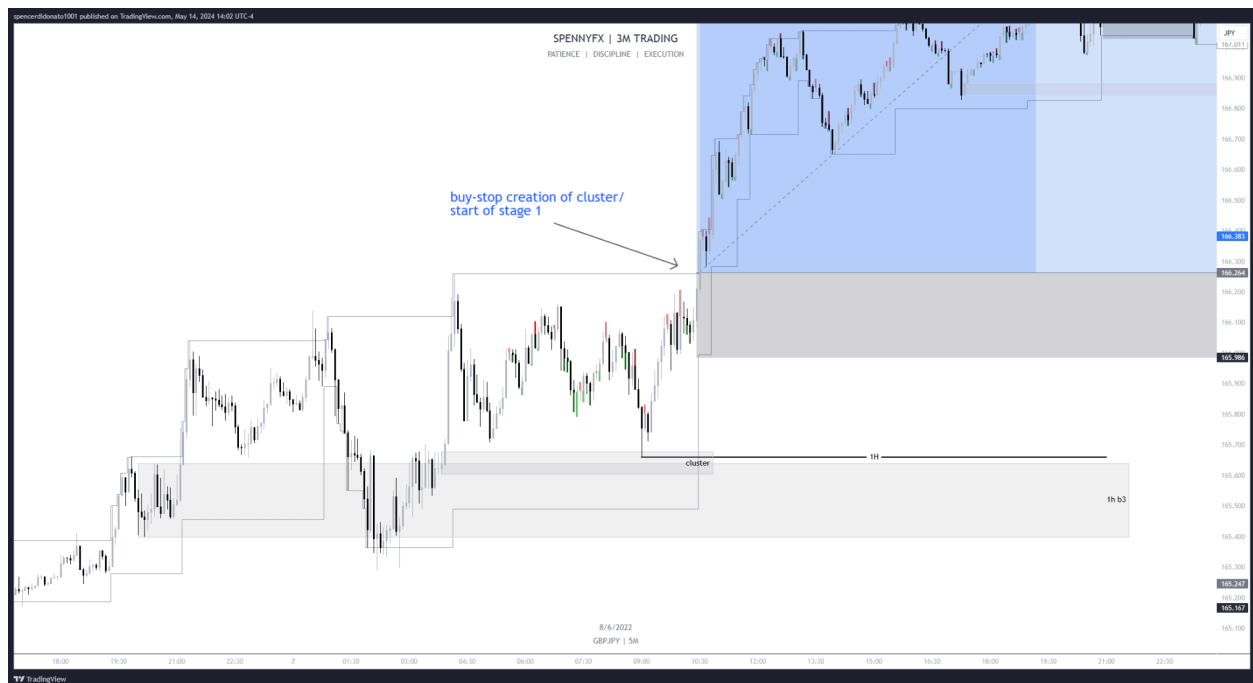 spencerdidonato1001 published on TradingView.com, May 14, 2024 14:02 UTC-4
SPENNYFX | 3M TRADING
PATIENCE | DISCIPLINE | EXECUTION
JPY
167.011
166.900
166.800
166.700
166.600
166.500
buy-stop creation of cluster/
start of stage 1
166.383
166.300
166.264
166.200
166.100
165.986
165.900
165.800
165.700
1H
cluster
165.600
1h b3
165.500
165.400
165.300
165.247
165.200
165.167
165.100
8/6/2022
GBPJPY | 5M
18:00 19:30 21:00 22:30 7 01:30 03:00 04:30 06:00 07:30 09:00 10:30 12:00 13:30 15:00 16:30 18:00 19:30 21:00 22:30
TradingView